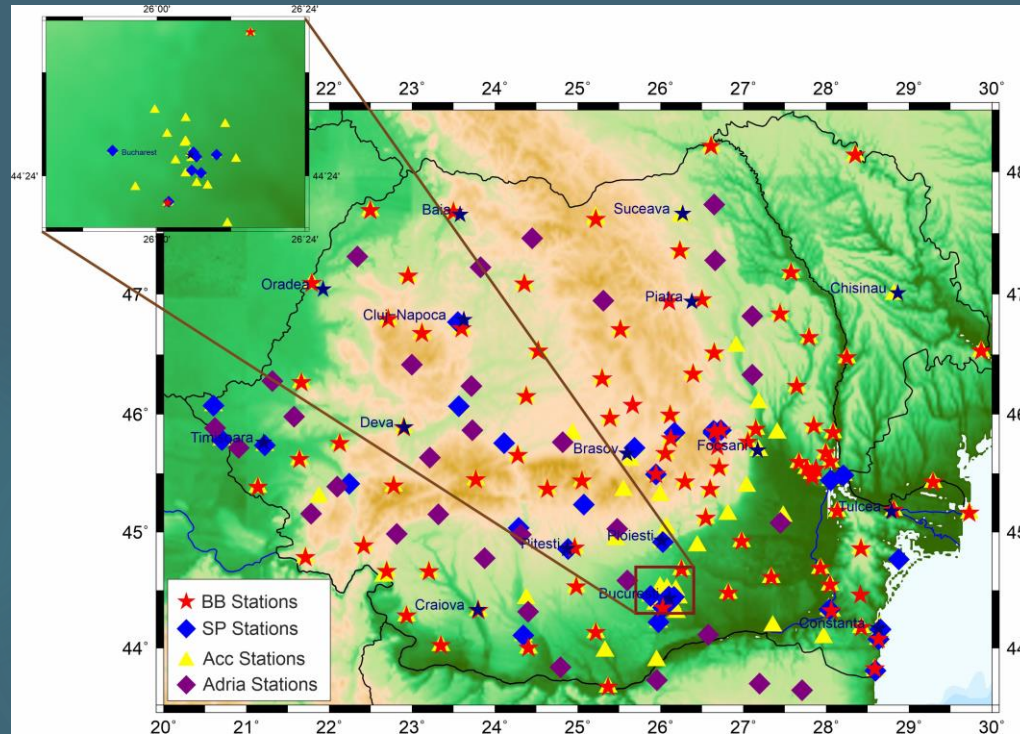 26˚00'
26˚24'
44˚24'
44˚24'
Bucharest
26˚00'
26˚24'
22˚
23˚
24˚
25˚
26˚
27˚
28˚
29˚
30˚
Baia
Suceava
Oradea
47˚
Piatra
Chisinau
47˚
Cluj-Napoca
46˚
46˚
Deva
Timisoara
Brasov
Focsani
45˚
Tulcea
45˚
Pitesti
Ploiesti
BB Stations
SP Stations
Acc Stations
Adria Stations
Craiova
Constanta
44˚
44˚
20˚
21˚
22˚
23˚
24˚
25˚
26˚
27˚
28˚
29˚
30˚